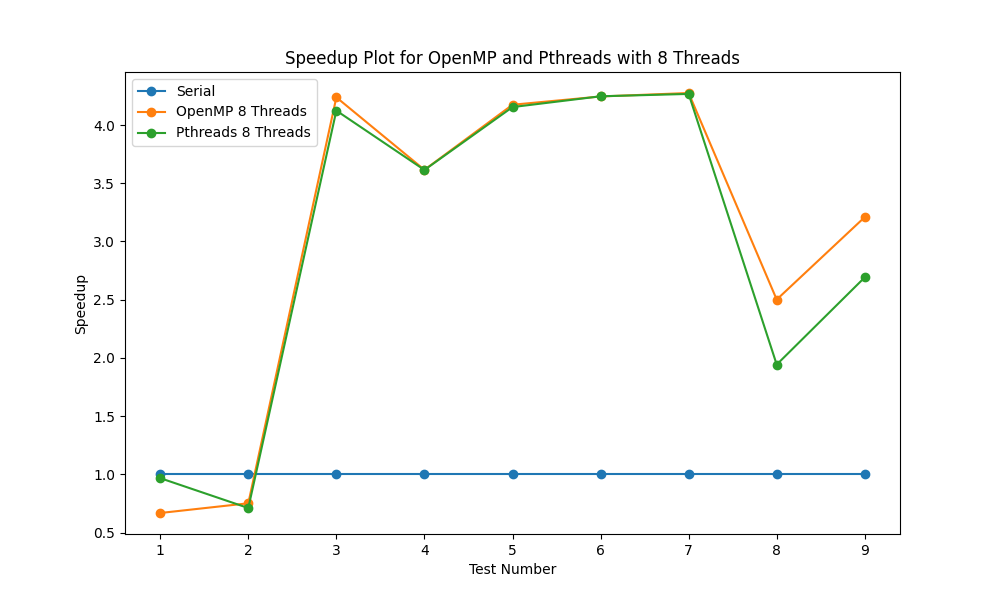 Speedup Plot for OpenMP and Pthreads with 8 Threads
Serial
OpenMP 8 Threads
Pthreads 8 Threads
Speedup
4.0
3.5
3.0
2.5
2.0
1.5
1.0
0.5
1 2 3 4 5 6 7 8 9
Test Number